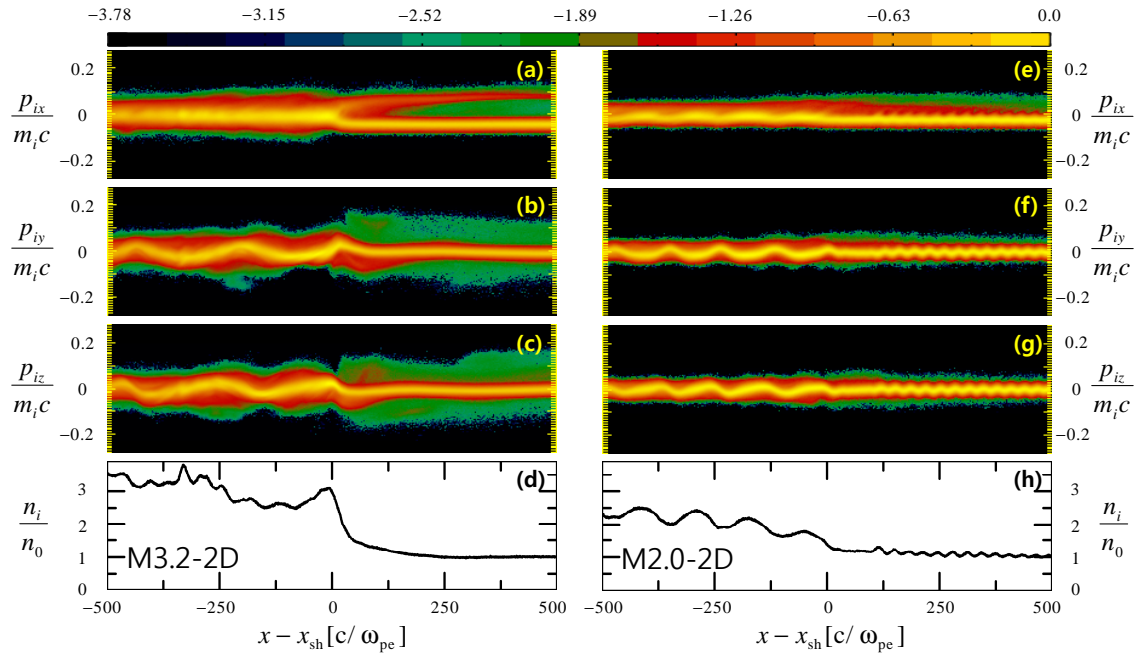 −3.78 −3.15 −2.52 −1.89 −1.26 −0.63 0.0
(a) (e)
0.2 0.2
p_ix/m_i c 0 0 p_ix/m_i c
−0.2 −0.2
(b) (f)
0.2 0.2
p_iy/m_i c 0 0 p_iy/m_i c
−0.2 −0.2
(c) (g)
0.2 0.2
p_iz/m_i c 0 0 p_iz/m_i c
−0.2 −0.2
(d) (h)
3 3
n_i/n_0 2 2 n_i/n_0
1 M3.2-2D M2.0-2D 1
0 0
−500 −250 0 250 500 −500 −250 0 250 500
x − x_sh [c/ω_pe] x − x_sh [c/ω_pe]